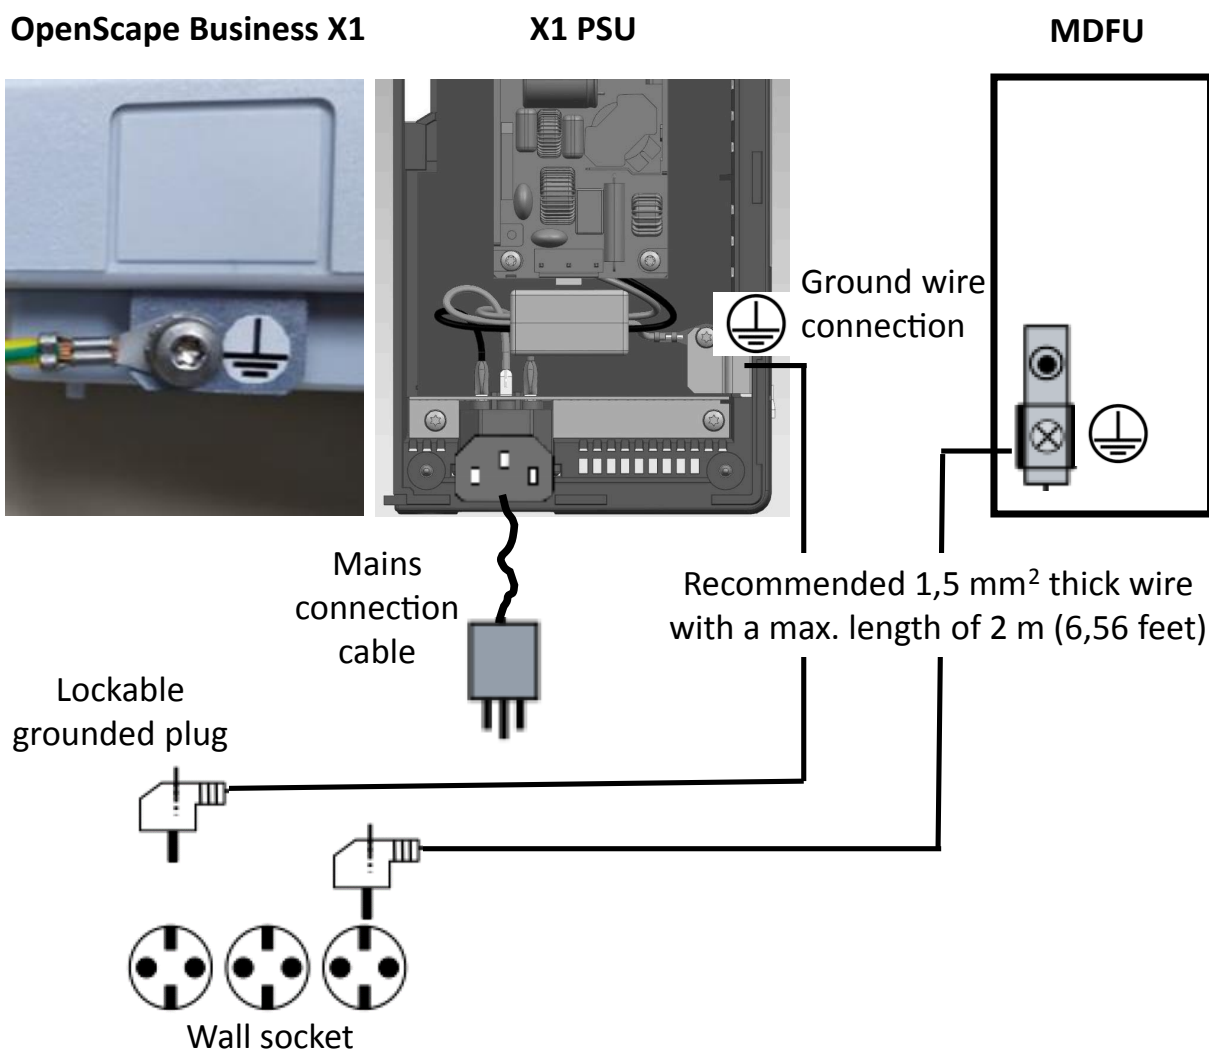 OpenScape Business X1
X1 PSU
MDFU
Ground wire
connection
Mains
connection
cable
Recommended 1,5 mm² thick wire
with a max. length of 2 m (6,56 feet)
Lockable
grounded plug
Wall socket